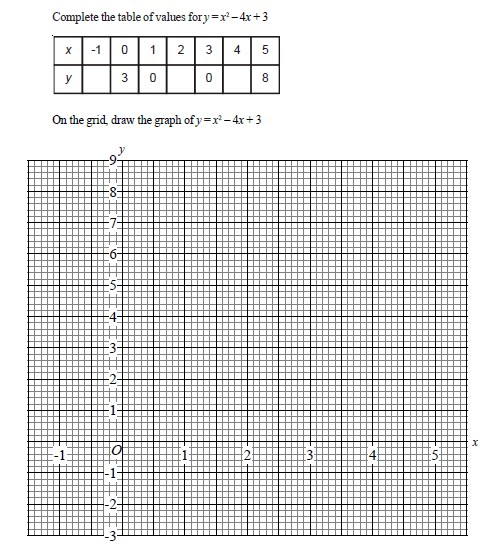 Complete the table of values for y = x² – 4x + 3
x -1 0 1 2 3 4 5
y 3 0 0 8
On the grid, draw the graph of y = x² – 4x + 3
y
9
8
7
6
5
4
3
2
1
x
-1 O 1 2 3 4 5
-1
-2
-3